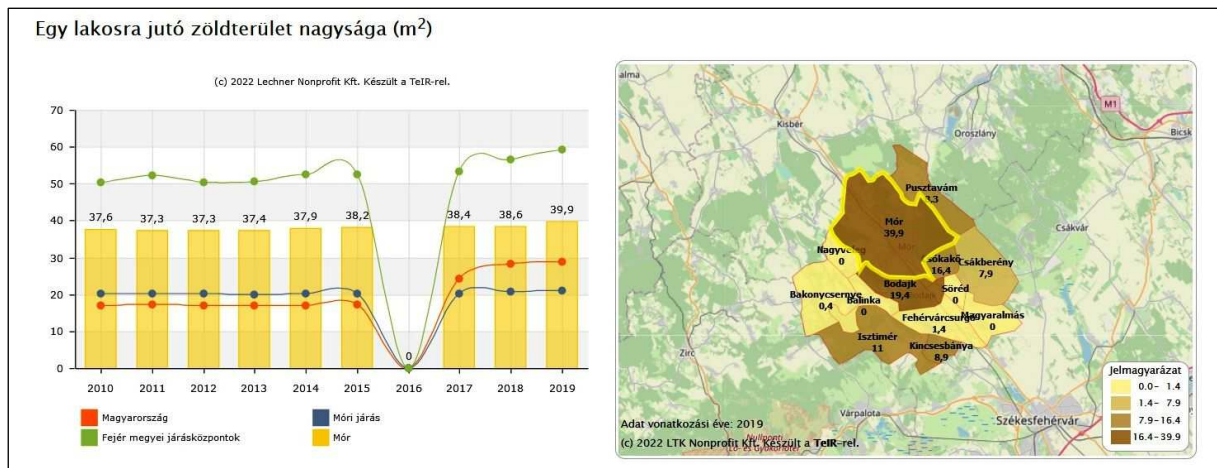 Egy lakosra jutó zöldterület nagysága (m²)
(c) 2022 Lechner Nonprofit Kft. Készült a TeIR-rel.
70
60
50
40
30
20
10
0
37,6
37,3
37,3
37,4
37,9
38,2
0
38,4
38,6
39,9
2010
2011
2012
2013
2014
2015
2016
2017
2018
2019
Magyarország
Móri járás
Fejér megyei járásközpontok
Mór
alma
Kisbér
Oroszlány
M1
Bicsk
Csákvár
Zirc
Várpalota
Székesfehérvár
Pusztavám
Mór
39,9
Mór
16,4
Csákberény
7,9
0
Bodajk
19,4
Söréd
0
Bakonycsernye
0,4
Balinka
0
Fehérvárcsurgó
1,4
Magyaralmás
0
Isztimér
11
Kincsesbánya
8,9
Jelmagyarázat
0.0- 1.4
1.4- 7.9
7.9-16.4
16.4-39.9
Adat vonatkozási éve: 2019
(c) 2022 LTK Nonprofit Kft. Készült a TeIR-rel.